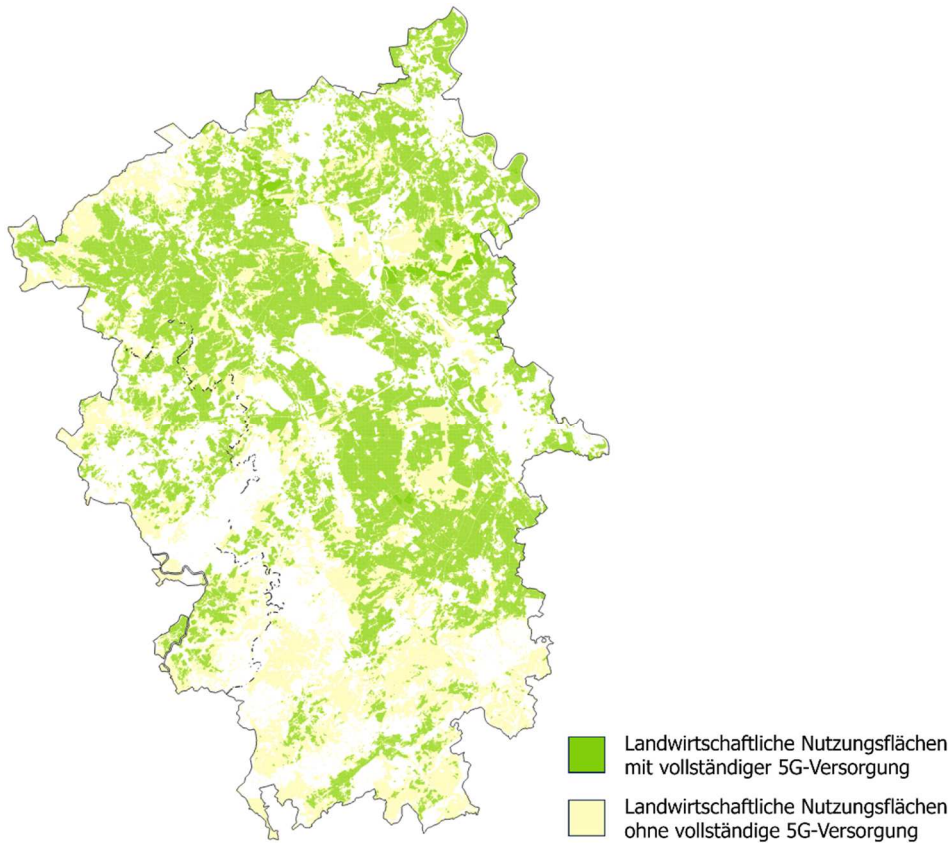 Landwirtschaftliche Nutzungsflächen
mit vollständiger 5G-Versorgung
Landwirtschaftliche Nutzungsflächen
ohne vollständige 5G-Versorgung